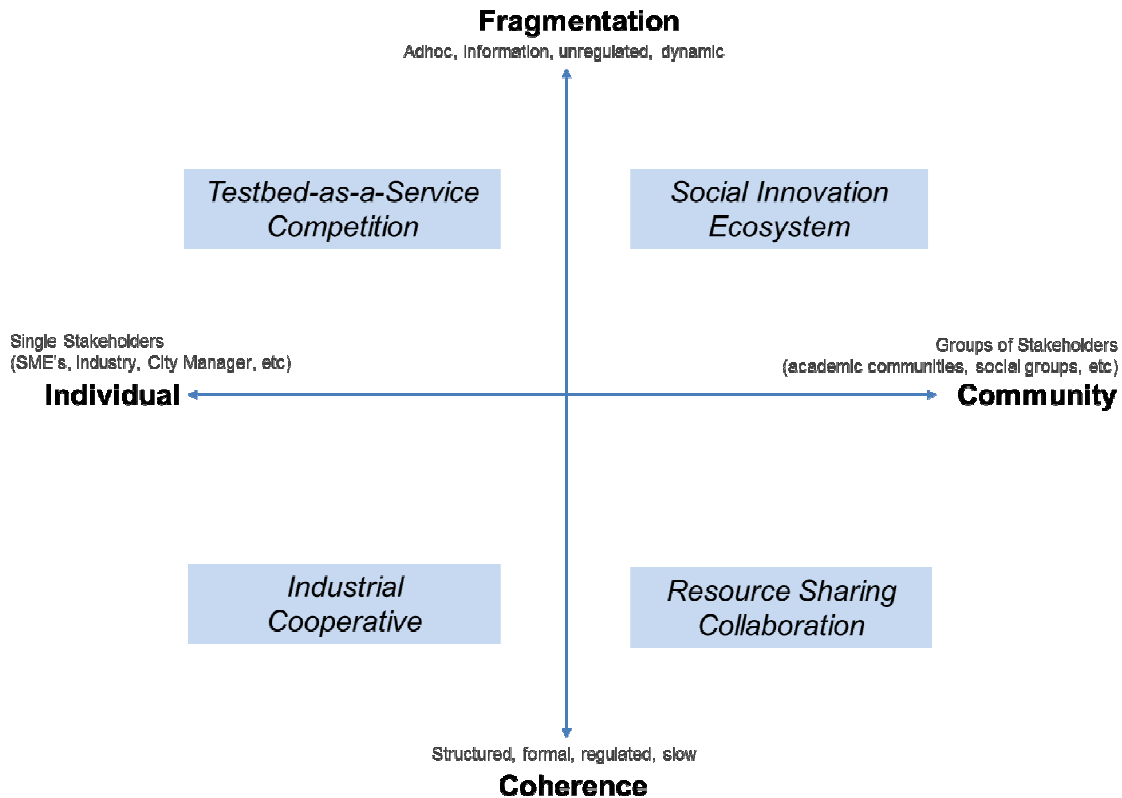 Fragmentation
Adhoc, information, unregulated, dynamic
Testbed-as-a-Service
Competition
Social Innovation
Ecosystem
Single Stakeholders
(SME's, Industry, City Manager, etc)
Individual
Groups of Stakeholders
(academic communities, social groups, etc)
Community
Industrial
Cooperative
Resource Sharing
Collaboration
Structured, formal, regulated, slow
Coherence